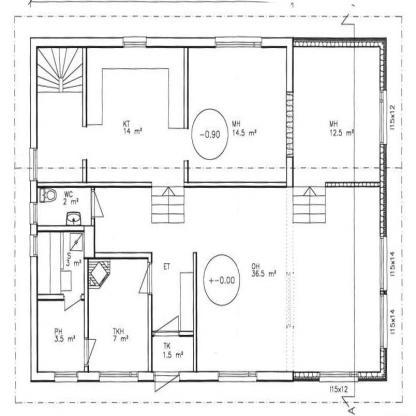 A
KT
14 m²
-0.90
MH
14.5 m²
MH
12.5 m²
I15x12
WC
2 m²
S
3 m²
ET
+-0.00
OH
36.5 m²
I15x14
I15x14
PH
3.5 m²
TKH
7 m²
TK
1.5 m²
I15x12
A